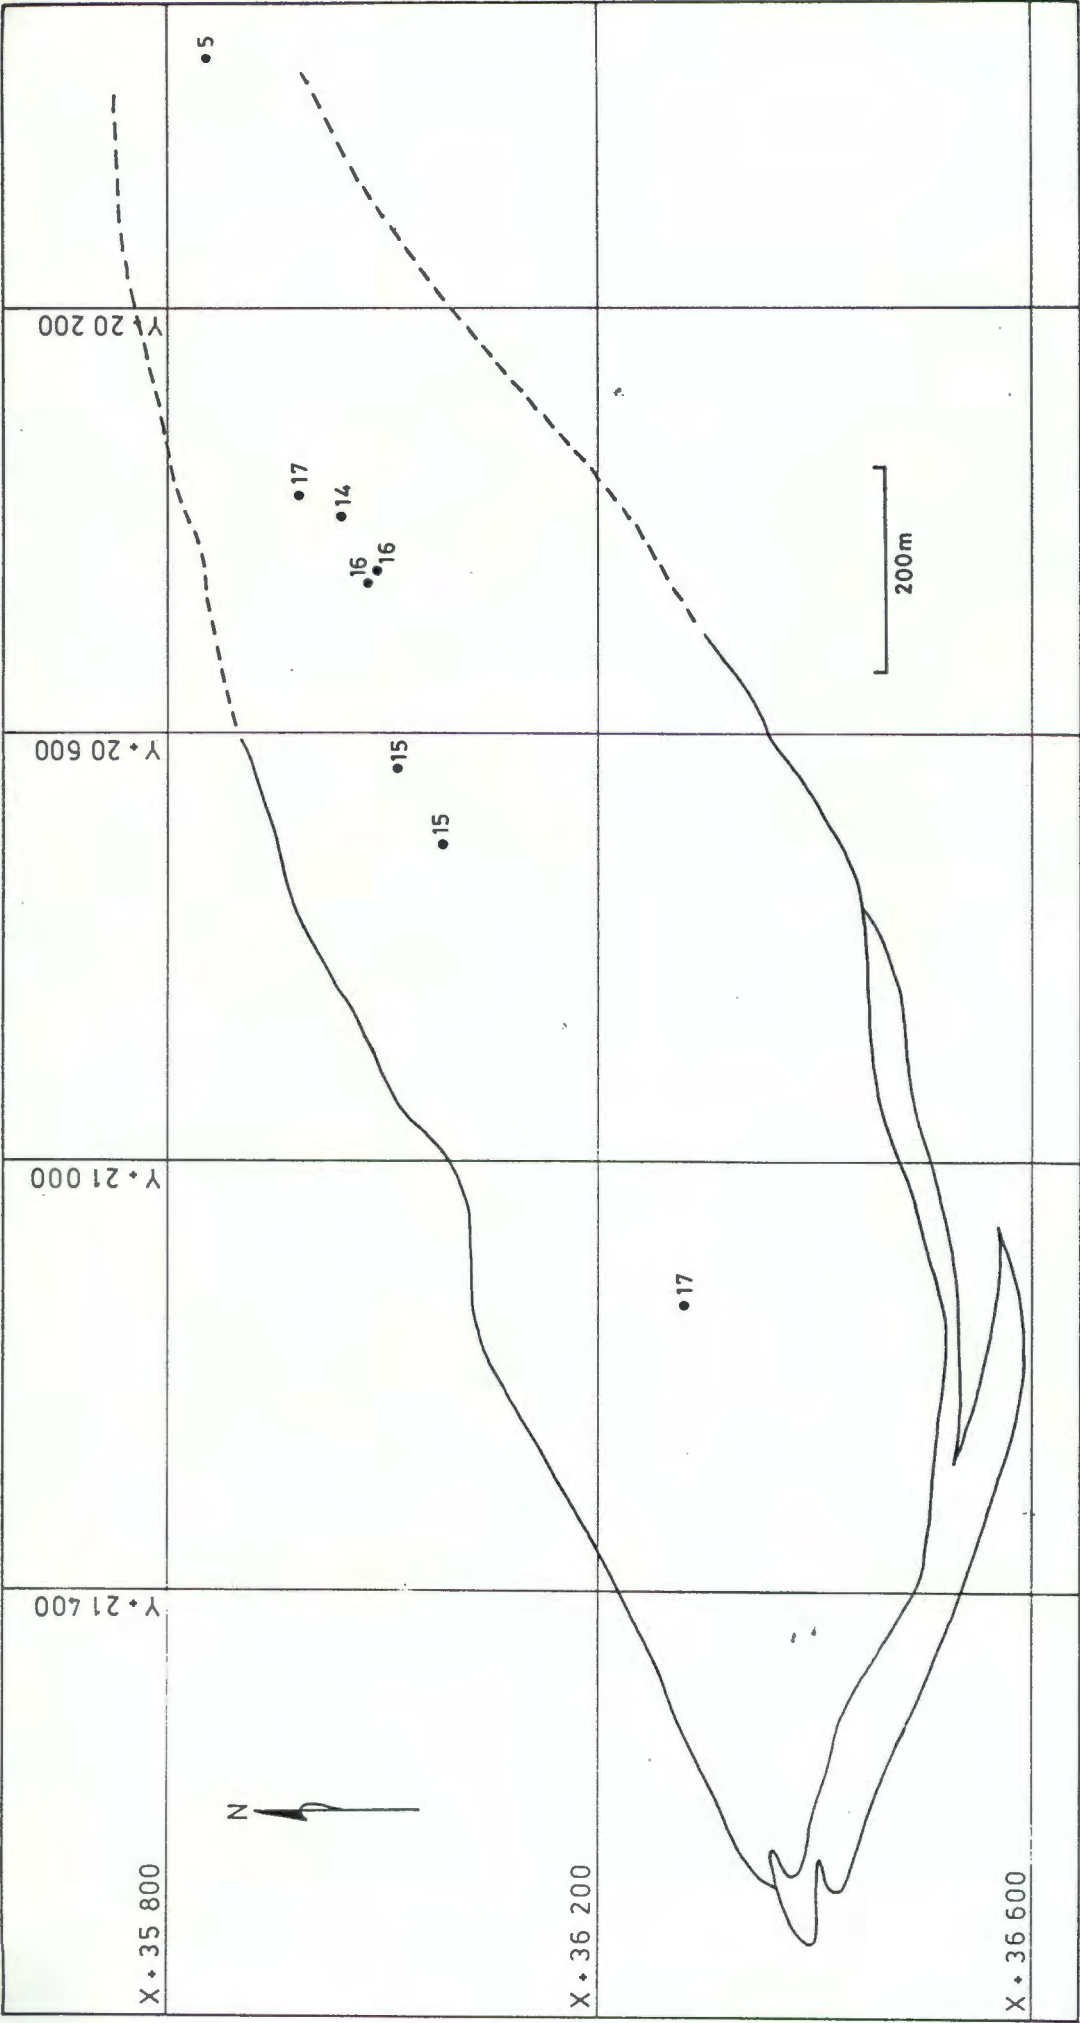 N
X + 35 800
X + 36 200
X + 36 600
Y + 21 400
Y + 21 000
Y + 20 600
Y + 20 200
•17
•15
•15
16
•16
•14
•17
•5
200m